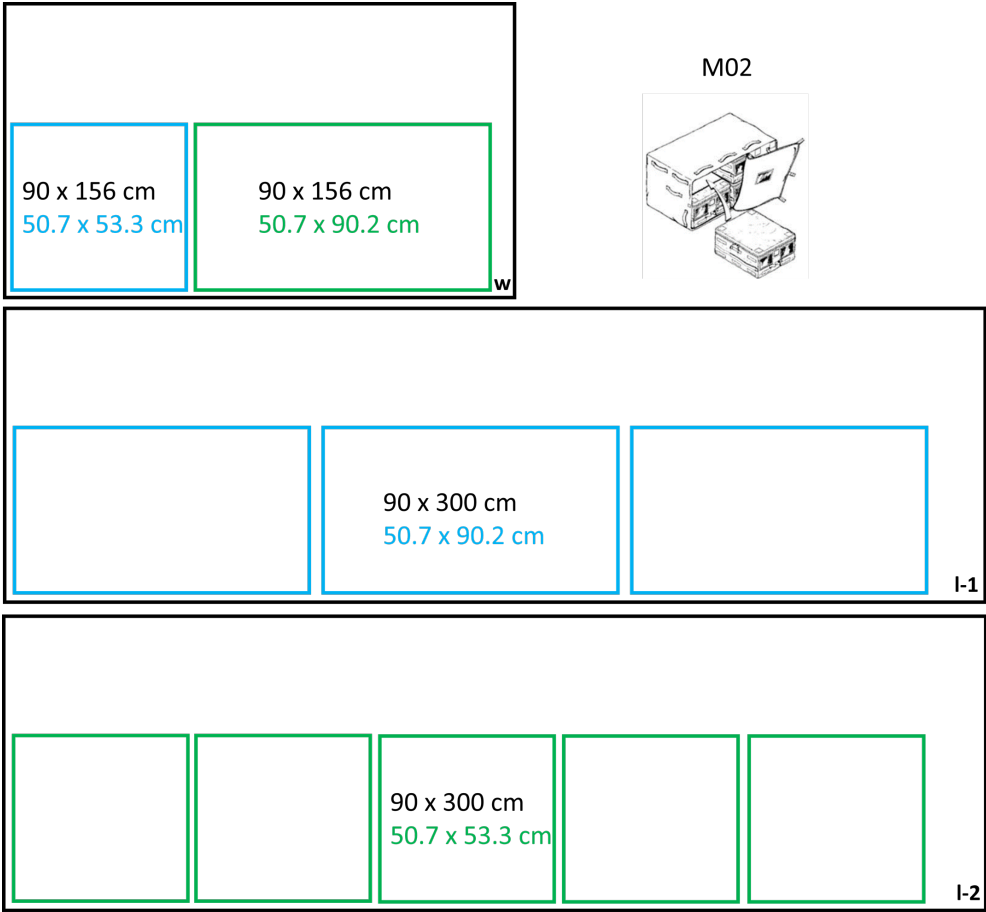 M02
90 x 156 cm
50.7 x 53.3 cm
90 x 156 cm
50.7 x 90.2 cm
w
90 x 300 cm
50.7 x 90.2 cm
l-1
90 x 300 cm
50.7 x 53.3 cm
l-2